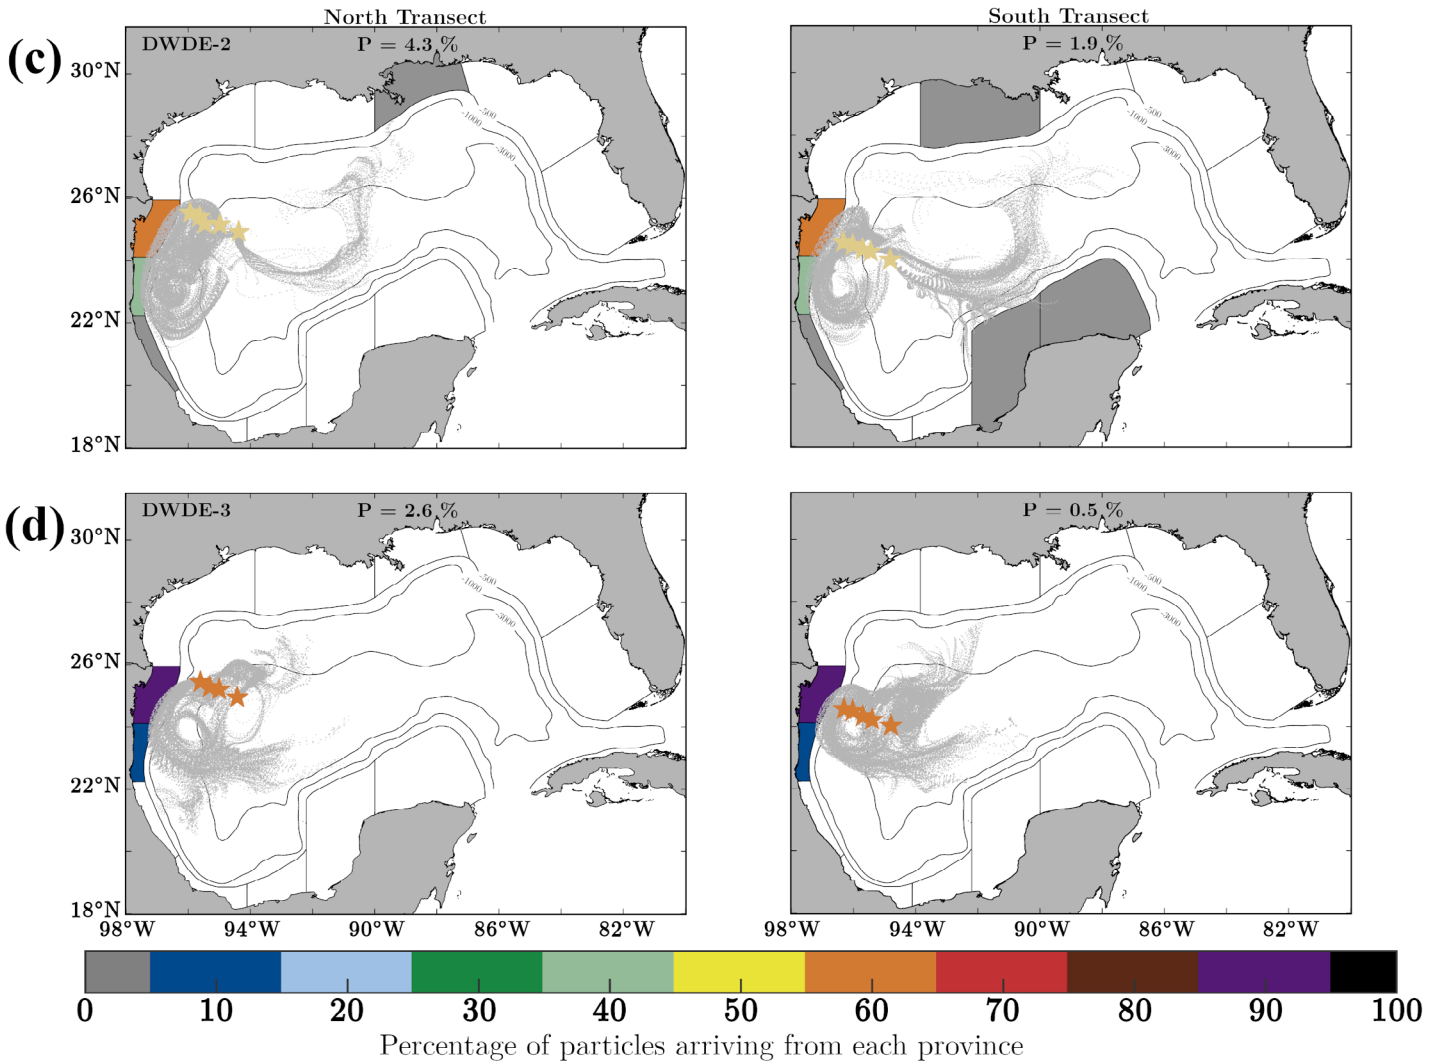 North Transect
South Transect
(c)
DWDE-2
P = 4.3 %
P = 1.9 %
30°N
26°N
22°N
18°N
-500
-1000
-3000
-500
-1000
-3000
(d)
DWDE-3
P = 2.6 %
P = 0.5 %
30°N
26°N
22°N
18°N
-500
-1000
-3000
-500
-1000
-3000
98°W 94°W 90°W 86°W 82°W
98°W 94°W 90°W 86°W 82°W
0 10 20 30 40 50 60 70 80 90 100
Percentage of particles arriving from each province